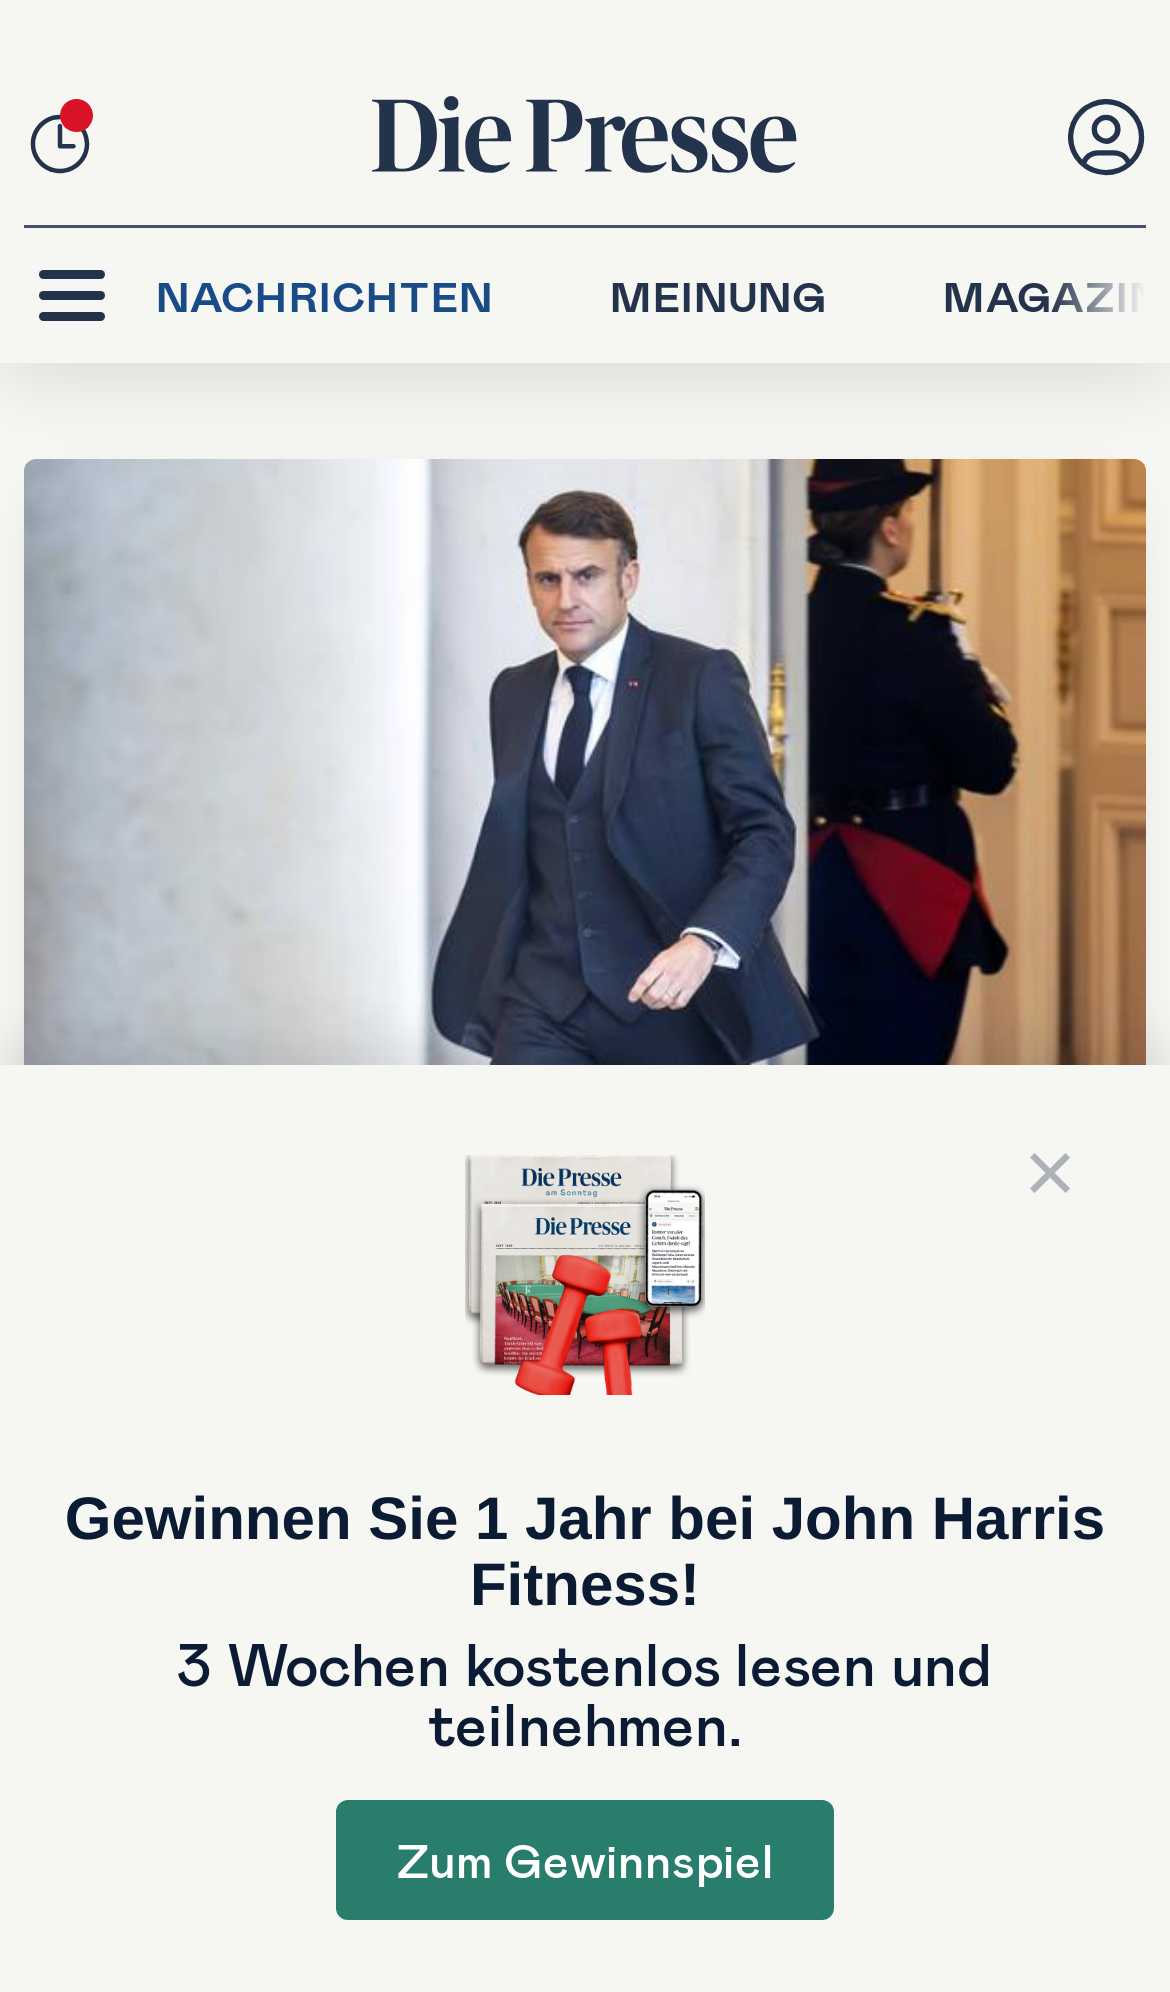 Die Presse
NACHRICHTEN MEINUNG MAGAZIN
Die Presse
am Sonntag
Die Presse
Gewinnen Sie 1 Jahr bei John Harris
Fitness!
3 Wochen kostenlos lesen und
teilnehmen.
Zum Gewinnspiel